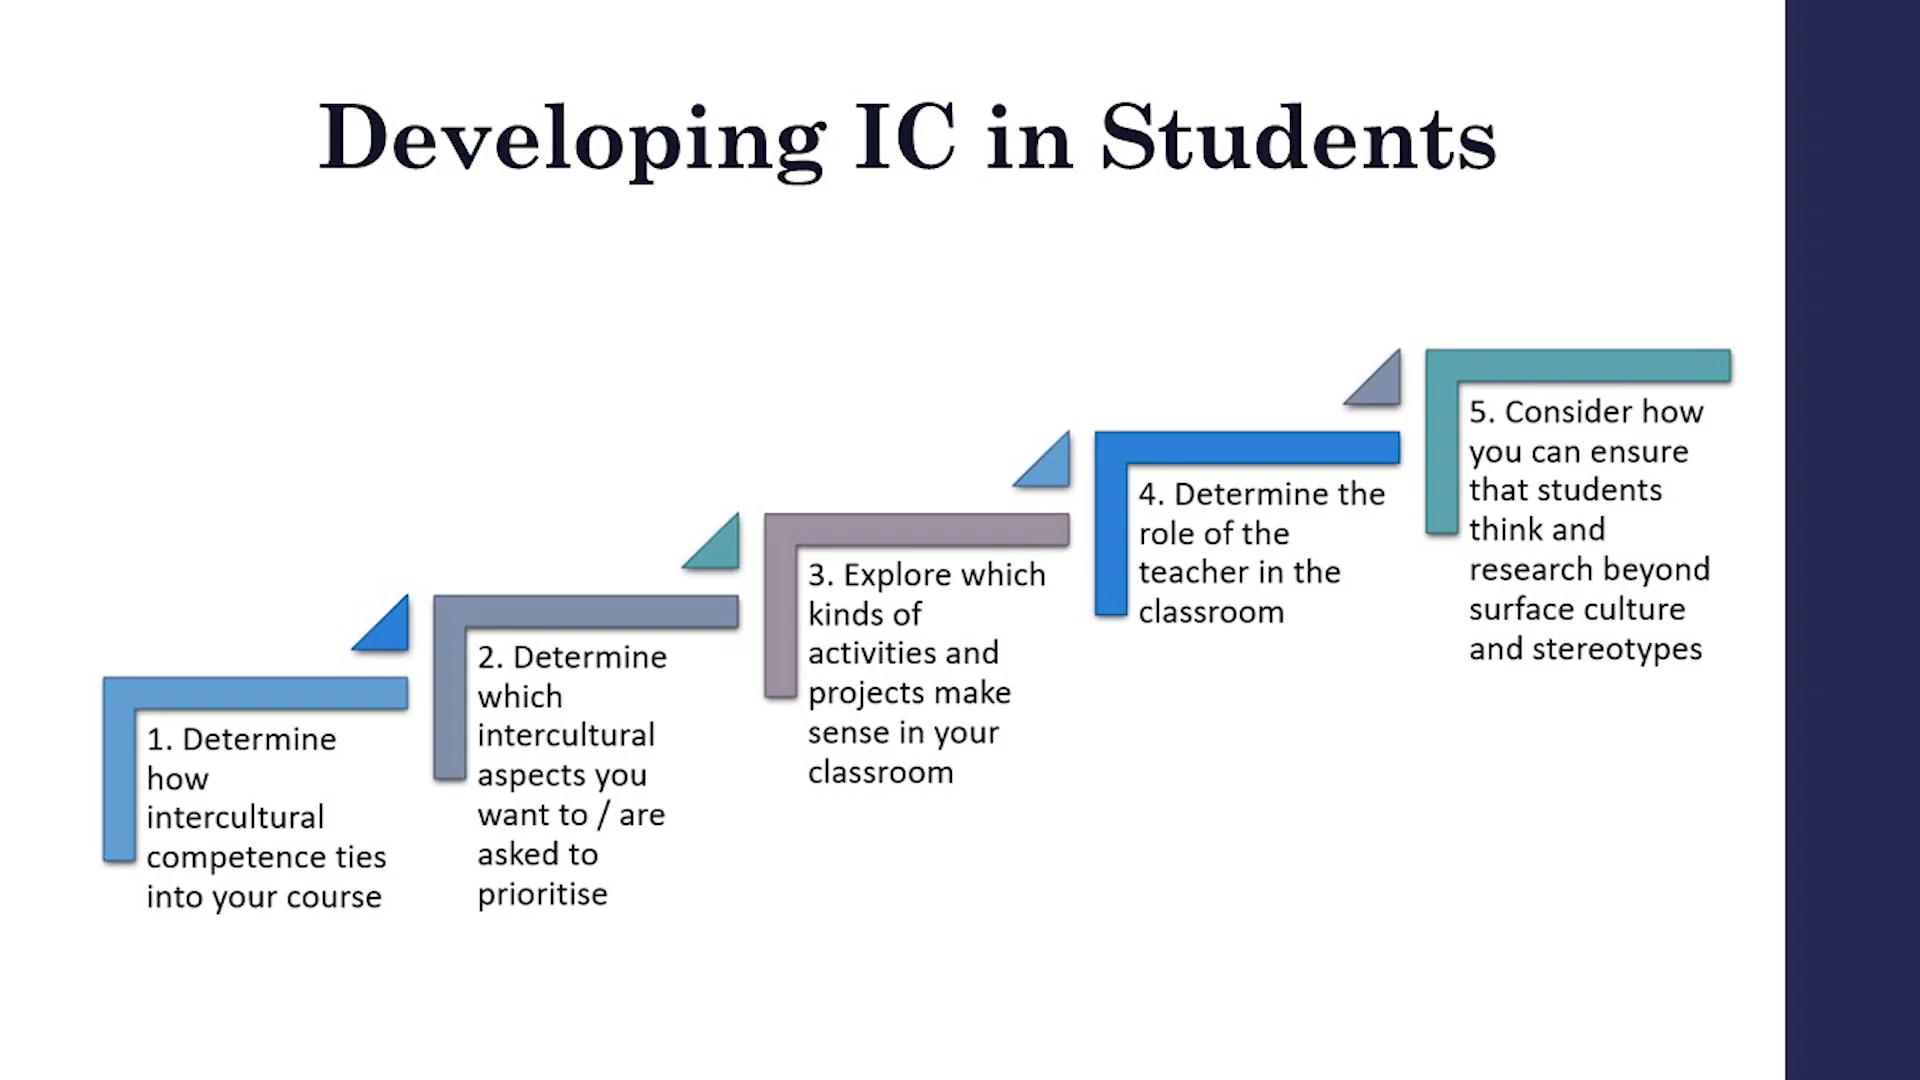 Developing IC in Students
1. Determine
how
intercultural
competence ties
into your course
2. Determine
which
intercultural
aspects you
want to / are
asked to
prioritise
3. Explore which
kinds of
activities and
projects make
sense in your
classroom
4. Determine the
role of the
teacher in the
classroom
5. Consider how
you can ensure
that students
think and
research beyond
surface culture
and stereotypes